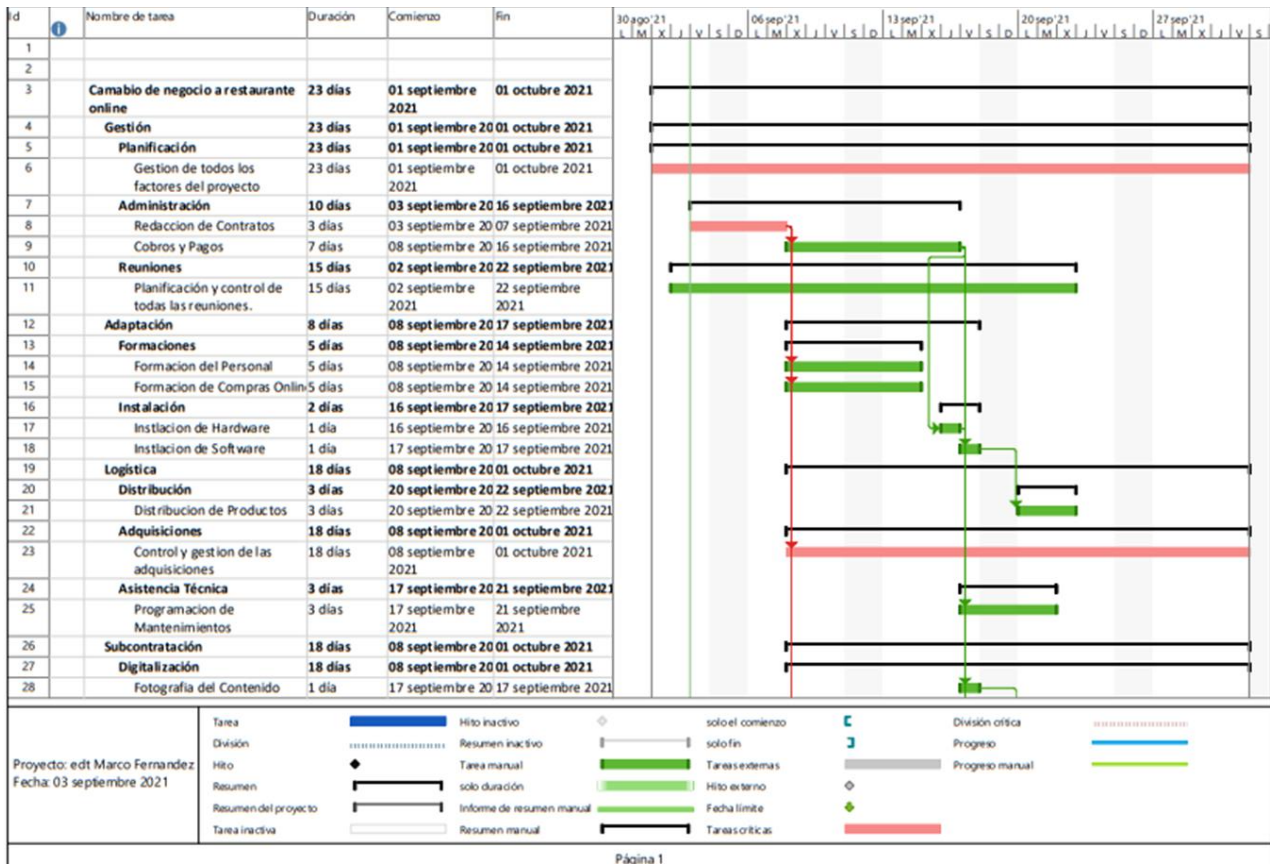 Id Nombre de tarea Duración Comienzo Fin 30 ago'21 06 sep'21 13 sep'21 20 sep'21 27 sep'21
L M X J V S D L M X J V S D L M X J V S D L M X J V S D L M X J V S
1
2
3 Camabio de negocio a restaurante 23 días 01 septiembre 01 octubre 2021
online 2021
4 Gestión 23 días 01 septiembre 20 01 octubre 2021
5 Planificación 23 días 01 septiembre 20 01 octubre 2021
6 Gestion de todos los 23 días 01 septiembre 01 octubre 2021
factores del proyecto 2021
7 Administración 10 días 03 septiembre 20 16 septiembre 2021
8 Redaccion de Contratos 3 días 03 septiembre 20 07 septiembre 2021
9 Cobros y Pagos 7 días 08 septiembre 20 16 septiembre 2021
10 Reuniones 15 días 02 septiembre 20 22 septiembre 2021
11 Planificación y control de 15 días 02 septiembre 22 septiembre
todas las reuniones. 2021 2021
12 Adaptación 8 días 08 septiembre 20 17 septiembre 2021
13 Formaciones 5 días 08 septiembre 20 14 septiembre 2021
14 Formacion del Personal 5 días 08 septiembre 20 14 septiembre 2021
15 Formacion de Compras Onlin 5 días 08 septiembre 20 14 septiembre 2021
16 Instalación 2 días 16 septiembre 20 17 septiembre 2021
17 Instlacion de Hardware 1 día 16 septiembre 20 16 septiembre 2021
18 Instlacion de Software 1 día 17 septiembre 20 17 septiembre 2021
19 Logística 18 días 08 septiembre 20 01 octubre 2021
20 Distribución 3 días 20 septiembre 20 22 septiembre 2021
21 Distribucion de Productos 3 días 20 septiembre 20 22 septiembre 2021
22 Adquisiciones 18 días 08 septiembre 20 01 octubre 2021
23 Control y gestion de las 18 días 08 septiembre 01 octubre 2021
adquisiciones 2021
24 Asistencia Técnica 3 días 17 septiembre 20 21 septiembre 2021
25 Programacion de 3 días 17 septiembre 21 septiembre
Mantenimientos 2021 2021
26 Subcontratación 18 días 08 septiembre 20 01 octubre 2021
27 Digitalización 18 días 08 septiembre 20 01 octubre 2021
28 Fotografia del Contenido 1 día 17 septiembre 20 17 septiembre 2021
Proyecto: edt Marco Fernandez
Fecha: 03 septiembre 2021
Tarea Hito inactivo solo el comienzo División crítica
División Resumen inactivo solo fin Progreso
Hito Tarea manual Tareas externas Progreso manual
Resumen solo duración Hito externo
Resumen del proyecto Informe de resumen manual Fecha límite
Tarea inactiva Resumen manual Tareas críticas
Página 1